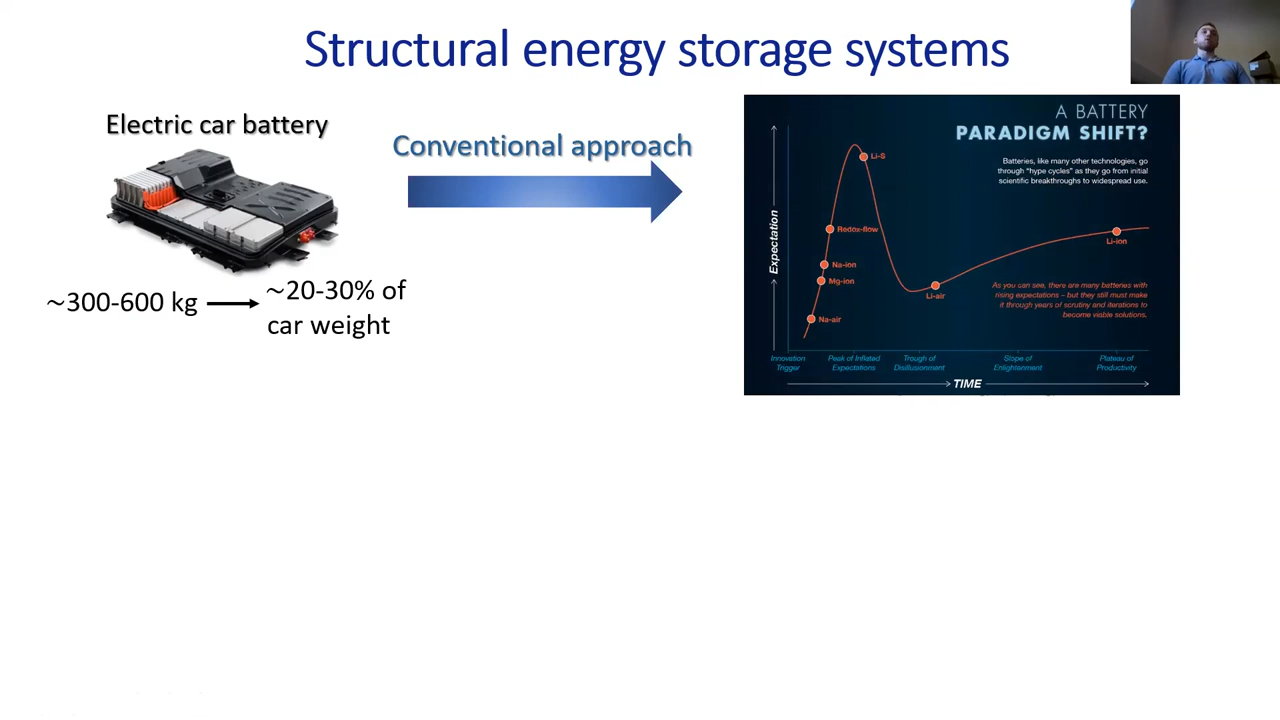 Structural energy storage systems
Electric car battery
~300-600 kg
~20-30% of
car weight
Conventional approach
A BATTERY
PARADIGM SHIFT?
Batteries, like many other technologies, go
through "hype cycles" as they go from initial
scientific breakthroughs to widespread use.
Expectation
Li-S
Redox-flow
Na-ion
Mg-ion
Na-air
Li-air
Li-ion
As you can see, there are many batteries with
rising expectations – but they still must make
it through years of scrutiny and iterations to
become viable solutions.
Innovation
Trigger
Peak of Inflated
Expectations
Trough of
Disillusionment
Slope of
Enlightenment
Plateau of
Productivity
TIME